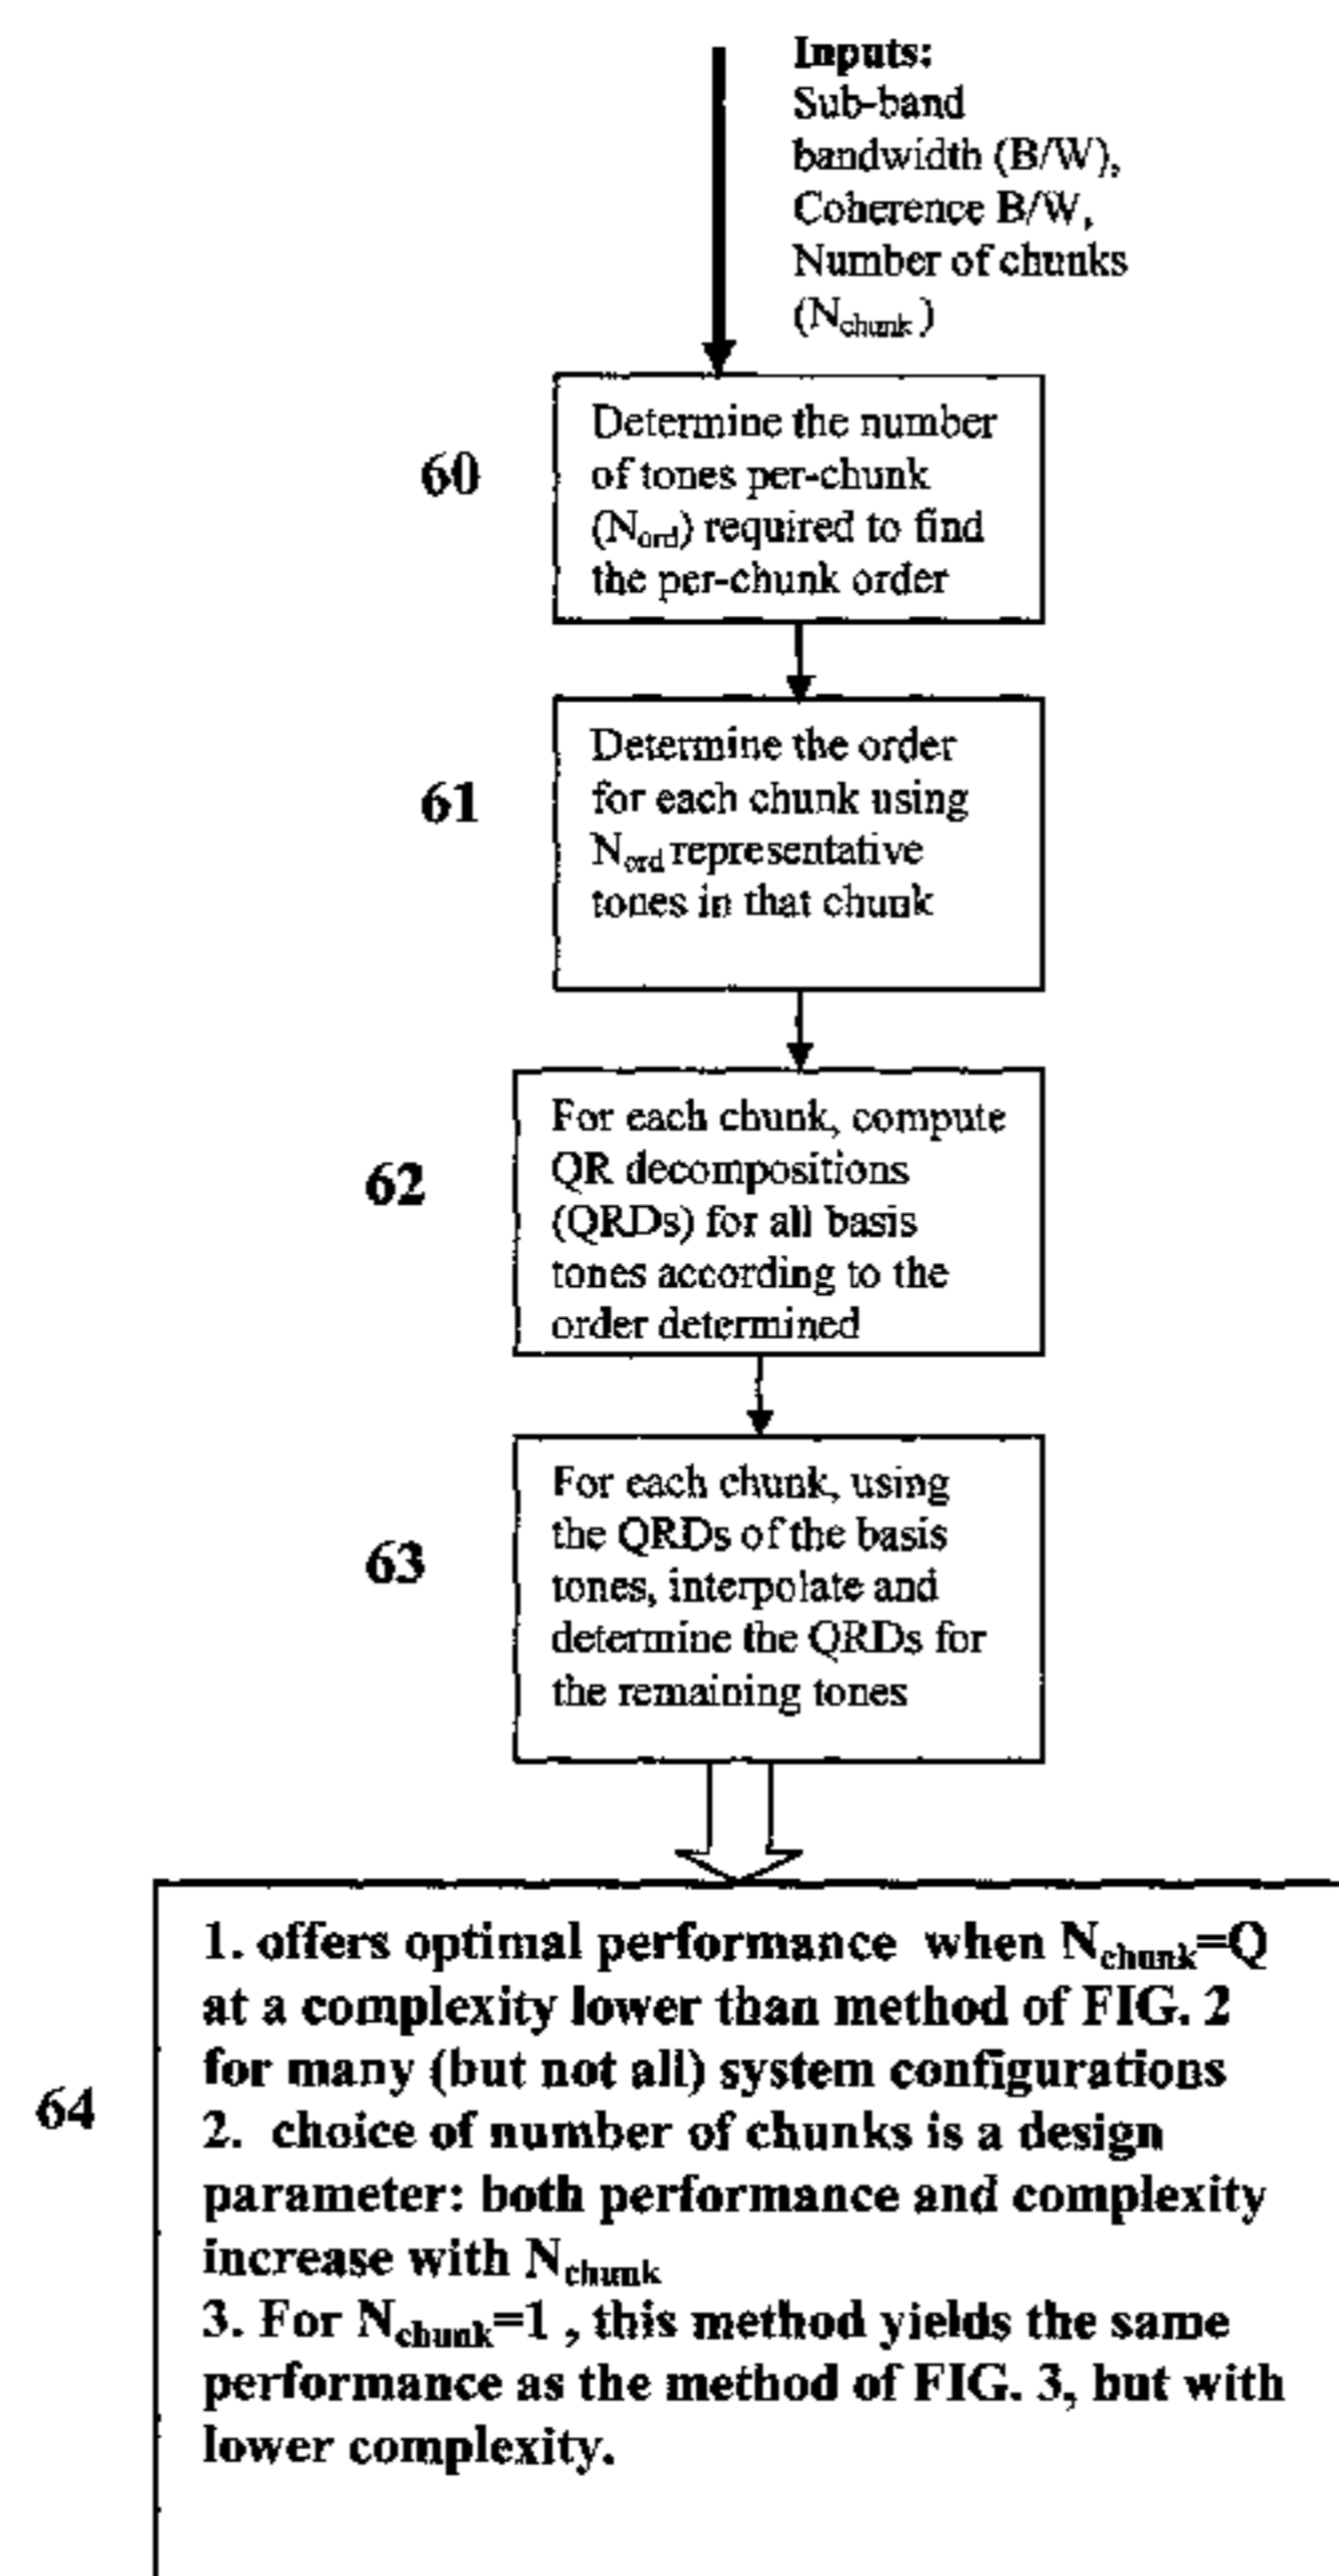 Inputs:
Sub-band
bandwidth (B/W),
Coherence B/W,
Number of chunks
(N_chunk)
60
Determine the number
of tones per-chunk
(N_ord) required to find
the per-chunk order
61
Determine the order
for each chunk using
N_ord representative
tones in that chunk
62
For each chunk, compute
QR decompositions
(QRDs) for all basis
tones according to the
order determined
63
For each chunk, using
the QRDs of the basis
tones, interpolate and
determine the QRDs for
the remaining tones
64
1. offers optimal performance when N_chunk=Q
at a complexity lower than method of FIG. 2
for many (but not all) system configurations
2. choice of number of chunks is a design
parameter: both performance and complexity
increase with N_chunk
3. For N_chunk=1 , this method yields the same
performance as the method of FIG. 3, but with
lower complexity.